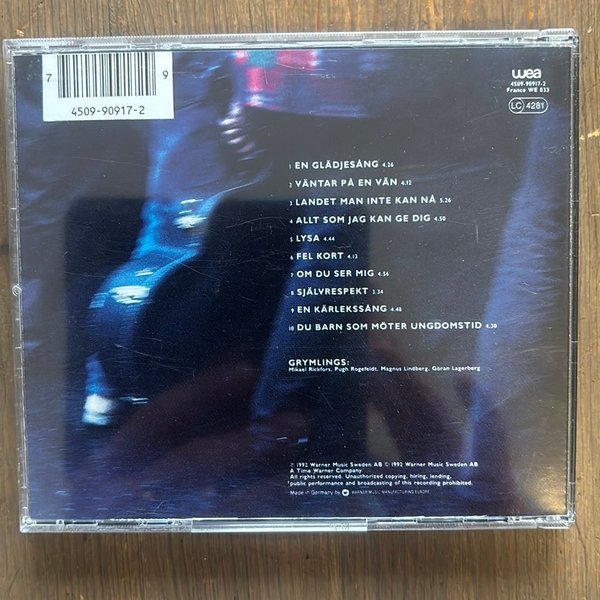 7 9
4509-90917-2
wea
4509-90917-2
France WE 833
LC 4281
1 EN GLÄDJESÅNG 4.26
2 VÄNTAR PÅ EN VÄN 4.12
3 LANDET MAN INTE KAN NÅ 5.26
4 ALLT SOM JAG KAN GE DIG 4.50
5 LYSA 4.44
6 FEL KORT 4.13
7 OM DU SER MIG 4.56
8 SJÄLVRESPEKT 3.34
9 EN KÄRLEKSSÅNG 4.48
10 DU BARN SOM MÖTER UNGDOMSTID 4.30
GRYMLINGS:
Mikael Rickfors, Pugh Rogefeldt, Magnus Lindberg, Göran Lagerberg
℗ 1992 Warner Music Sweden AB © 1992 Warner Music Sweden AB
A Time Warner Company
All rights reserved. Unauthorized copying, hiring, lending,
public performance and broadcasting of this recording prohibited.
Made in Germany by WARNER MUSIC MANUFACTURING EUROPE